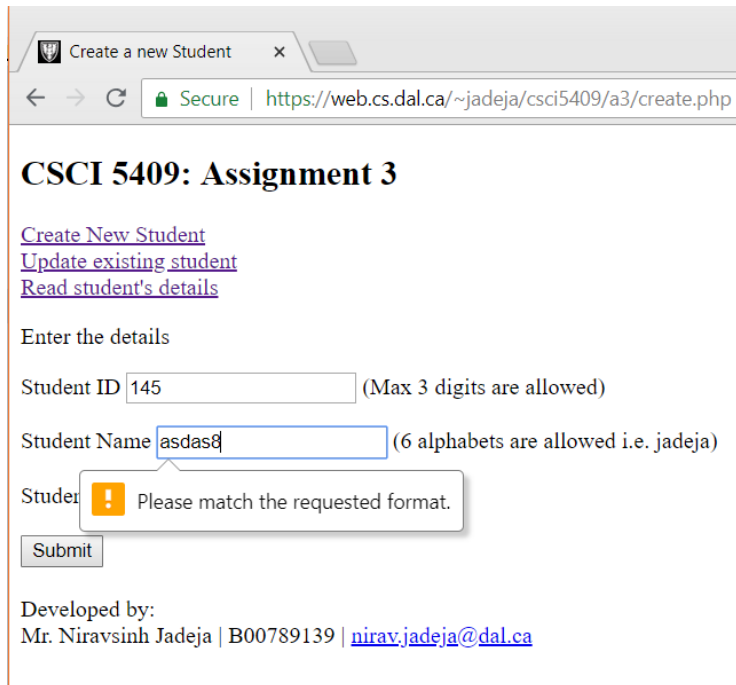 Create a new Student
Secure | https://web.cs.dal.ca/~jadeja/csci5409/a3/create.php
CSCI 5409: Assignment 3
Create New Student
Update existing student
Read student's details
Enter the details
Student ID 145 (Max 3 digits are allowed)
Student Name asdas8 (6 alphabets are allowed i.e. jadeja)
Please match the requested format.
Submit
Developed by:
Mr. Niravsinh Jadeja | B00789139 | nirav.jadeja@dal.ca